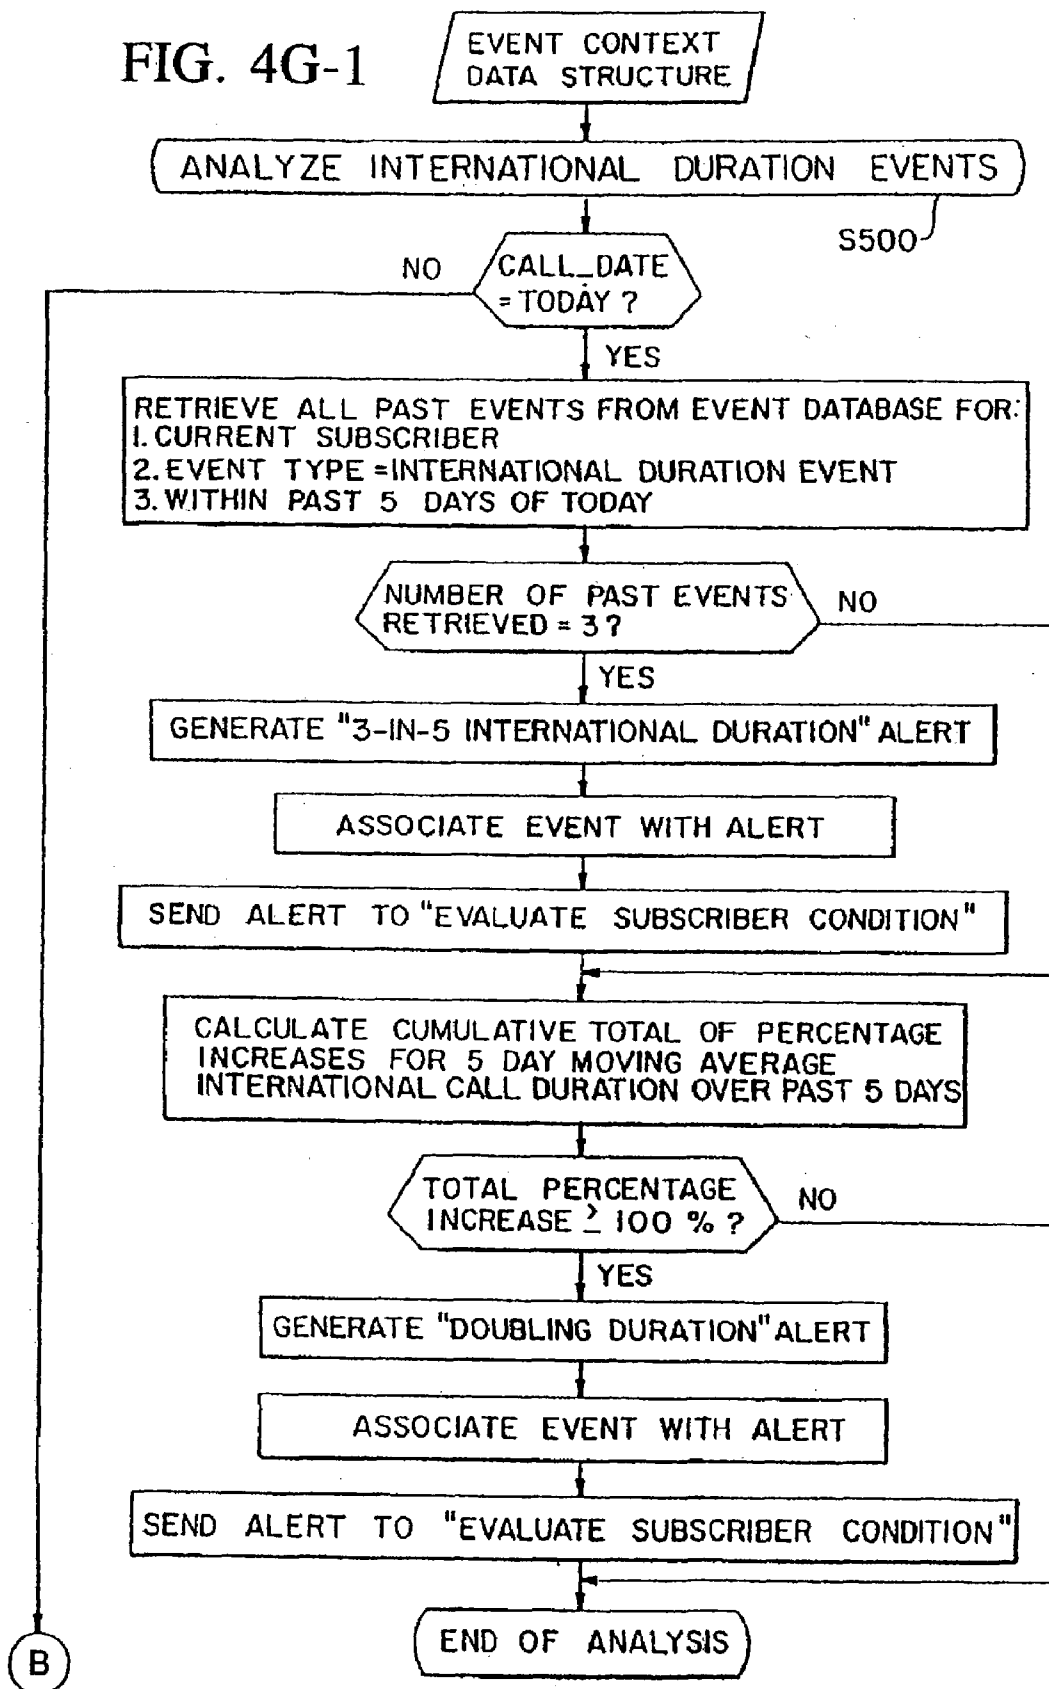 FIG. 4G-1
EVENT CONTEXT
DATA STRUCTURE
ANALYZE INTERNATIONAL DURATION EVENTS
S500
CALL_DATE
= TODAY ?
NO
YES
RETRIEVE ALL PAST EVENTS FROM EVENT DATABASE FOR:
1. CURRENT SUBSCRIBER
2. EVENT TYPE = INTERNATIONAL DURATION EVENT
3. WITHIN PAST 5 DAYS OF TODAY
NUMBER OF PAST EVENTS
RETRIEVED = 3 ?
NO
YES
GENERATE "3-IN-5 INTERNATIONAL DURATION" ALERT
ASSOCIATE EVENT WITH ALERT
SEND ALERT TO "EVALUATE SUBSCRIBER CONDITION"
CALCULATE CUMULATIVE TOTAL OF PERCENTAGE
INCREASES FOR 5 DAY MOVING AVERAGE
INTERNATIONAL CALL DURATION OVER PAST 5 DAYS
TOTAL PERCENTAGE
INCREASE ≥ 100 % ?
NO
YES
GENERATE "DOUBLING DURATION" ALERT
ASSOCIATE EVENT WITH ALERT
SEND ALERT TO "EVALUATE SUBSCRIBER CONDITION"
END OF ANALYSIS
B